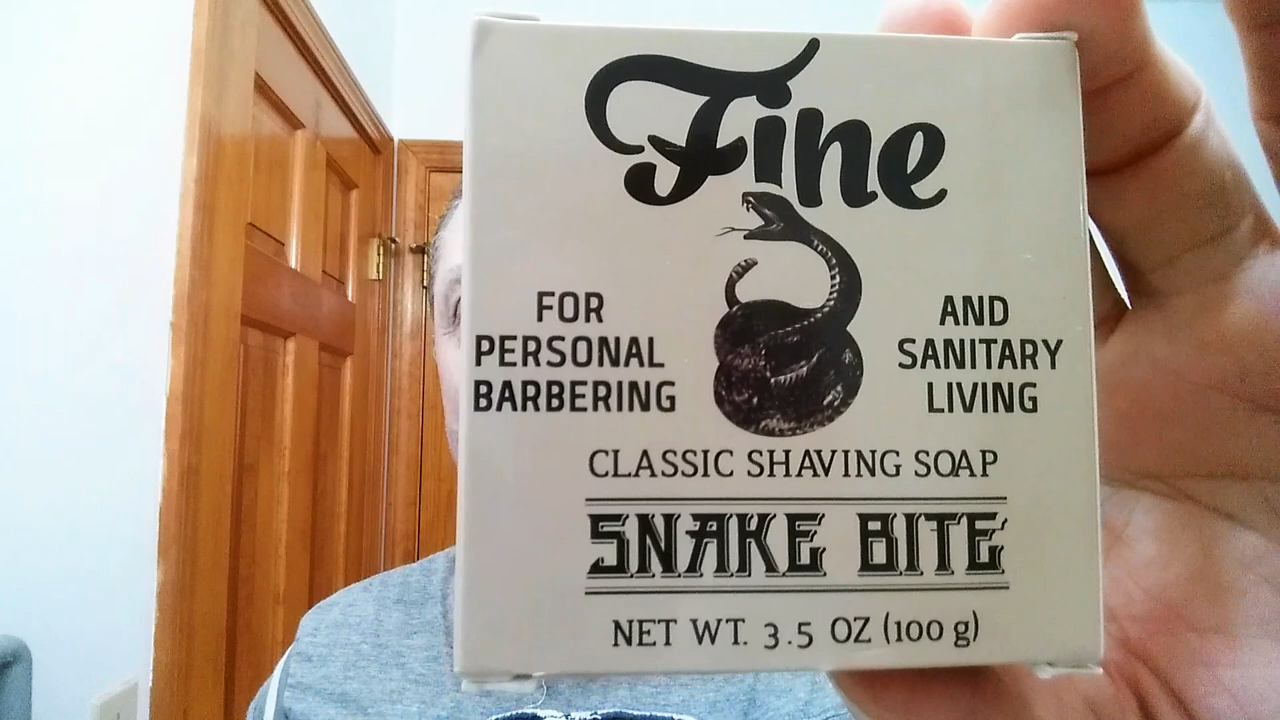 Fine
FOR
PERSONAL
BARBERING
AND
SANITARY
LIVING
CLASSIC SHAVING SOAP
SNAKE BITE
NET WT. 3.5 OZ (100 g)